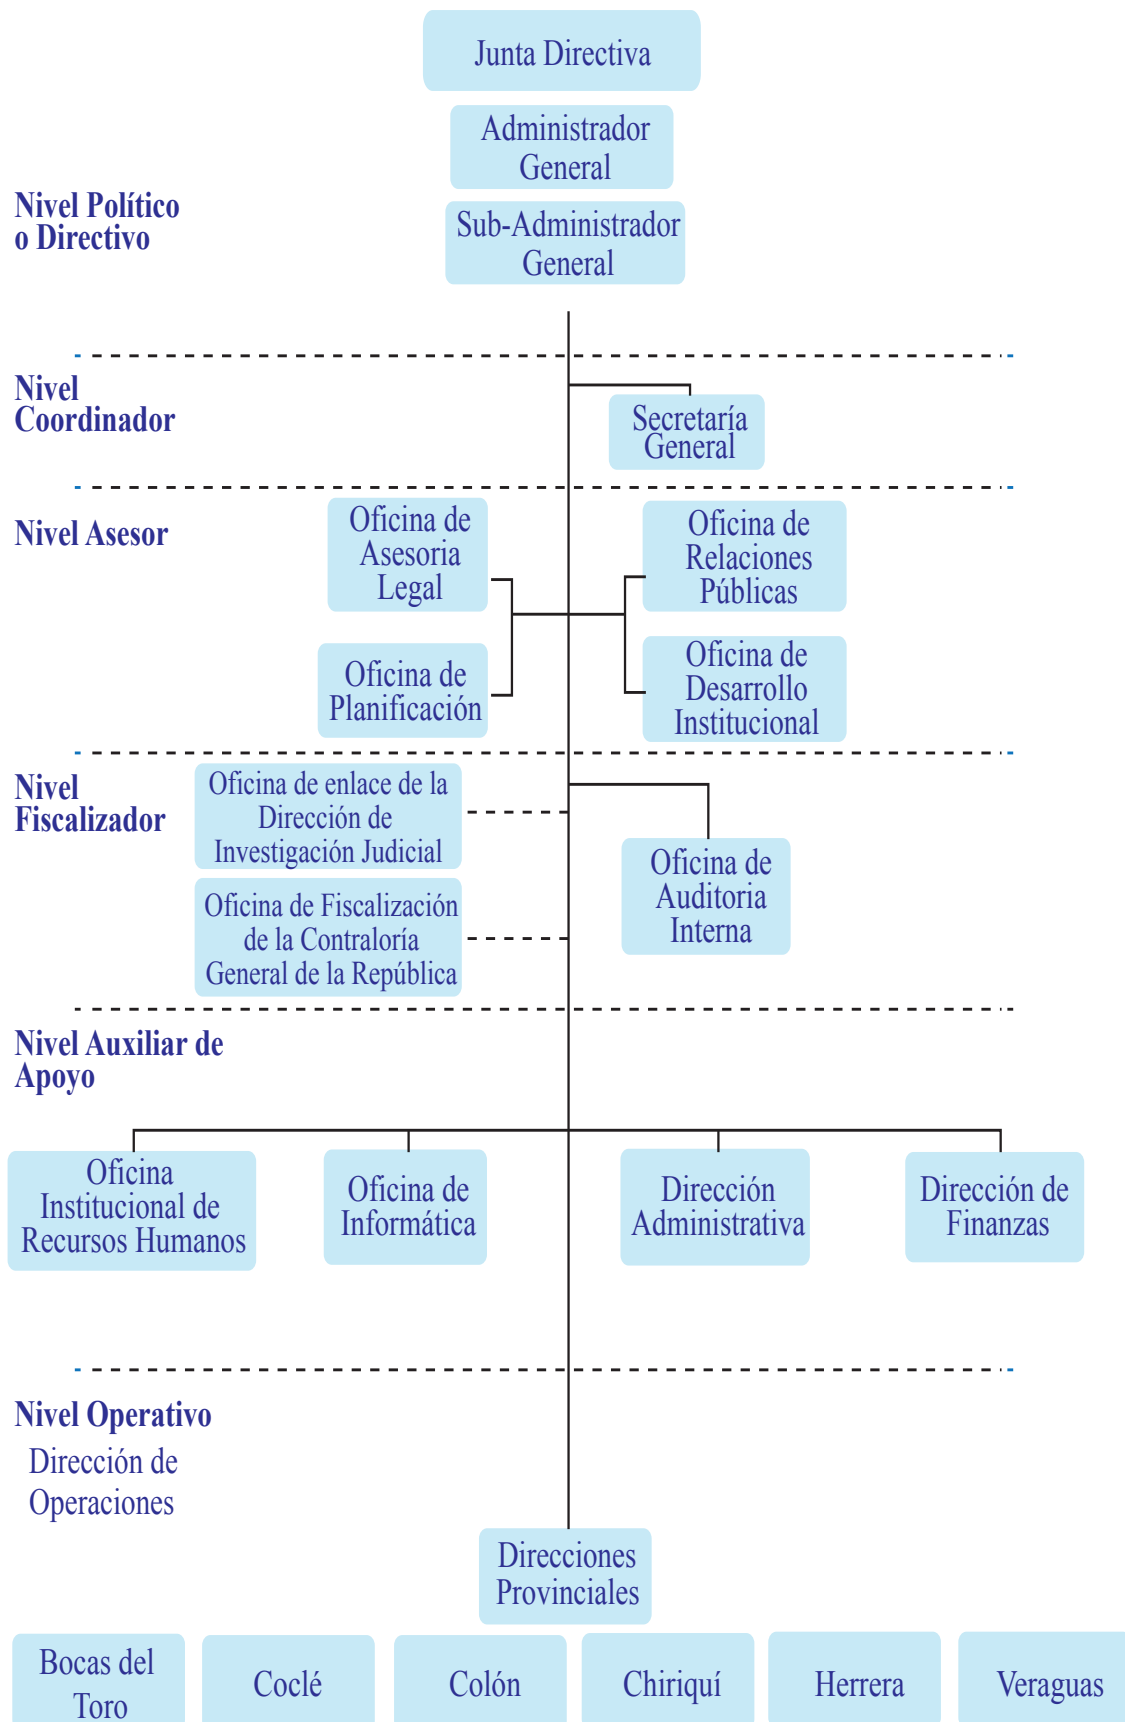 Junta Directiva
Administrador
General
Nivel Político
o Directivo
Sub-Administrador
General
Nivel
Coordinador
Secretaría
General
Nivel Asesor
Oficina de
Asesoria
Legal
Oficina de
Relaciones
Públicas
Oficina de
Planificación
Oficina de
Desarrollo
Institucional
Nivel
Fiscalizador
Oficina de enlace de la
Dirección de
Investigación Judicial
Oficina de
Auditoria
Interna
Oficina de Fiscalización
de la Contraloría
General de la República
Nivel Auxiliar de
Apoyo
Oficina
Institucional de
Recursos Humanos
Oficina de
Informática
Dirección
Administrativa
Dirección de
Finanzas
Nivel Operativo
Dirección de
Operaciones
Direcciones
Provinciales
Bocas del
Toro
Coclé
Colón
Chiriquí
Herrera
Veraguas